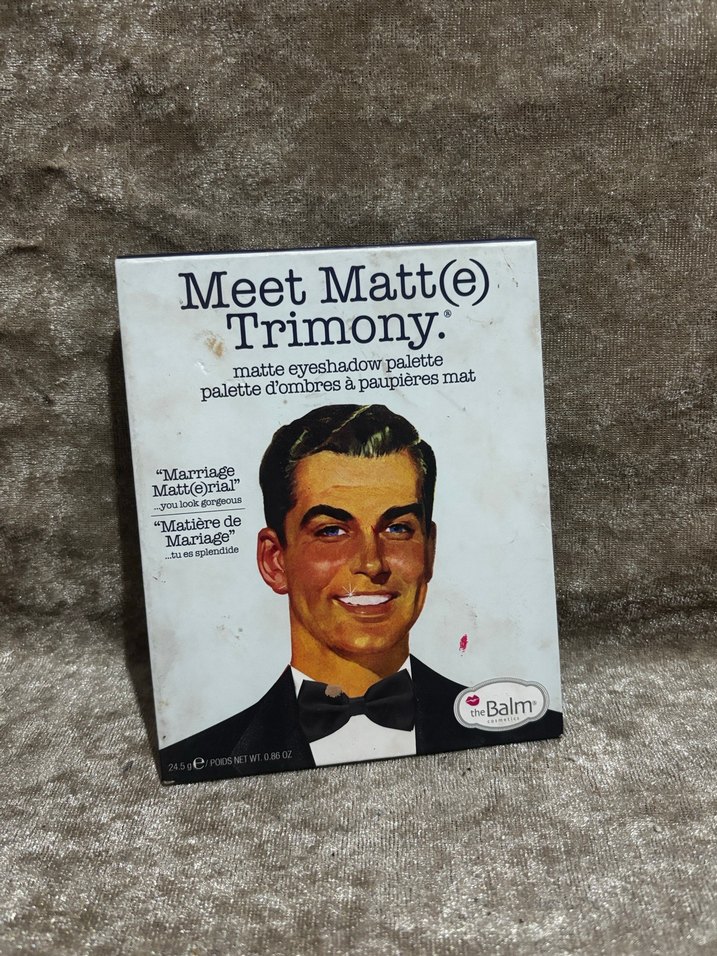 Meet Matt(e)
Trimony.®
matte eyeshadow palette
palette d'ombres à paupières mat
“Marriage
Matt(e)rial”
...you look gorgeous
“Matière de
Mariage”
...tu es splendide
theBalm®
cosmetics
24.5 g ℮ / POIDS NET WT. 0.86 OZ